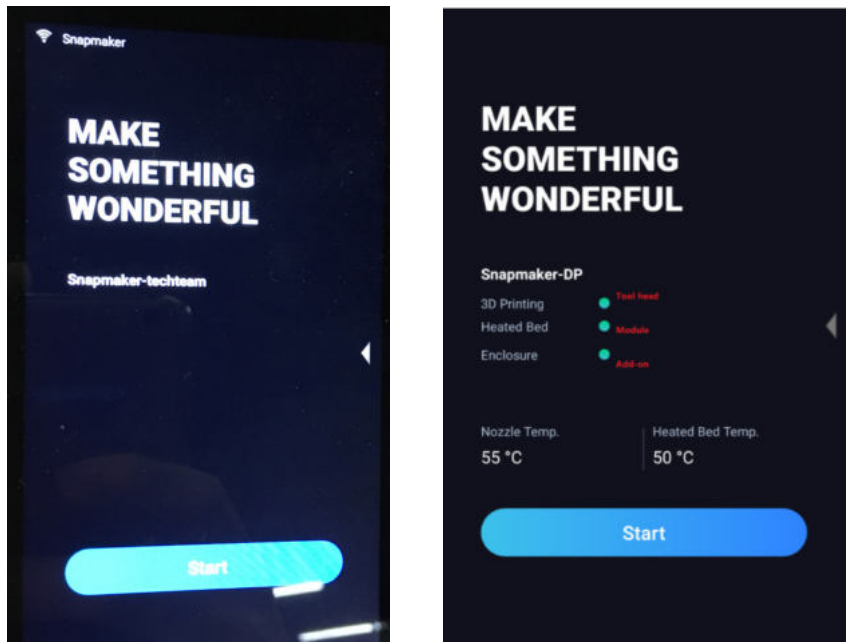 Snapmaker
MAKE
SOMETHING
WONDERFUL
Snapmaker-techteam
Start
MAKE
SOMETHING
WONDERFUL
Snapmaker-DP
3D Printing
Tool head
Heated Bed
Module
Enclosure
Add-on
Nozzle Temp.
Heated Bed Temp.
55 °C
50 °C
Start